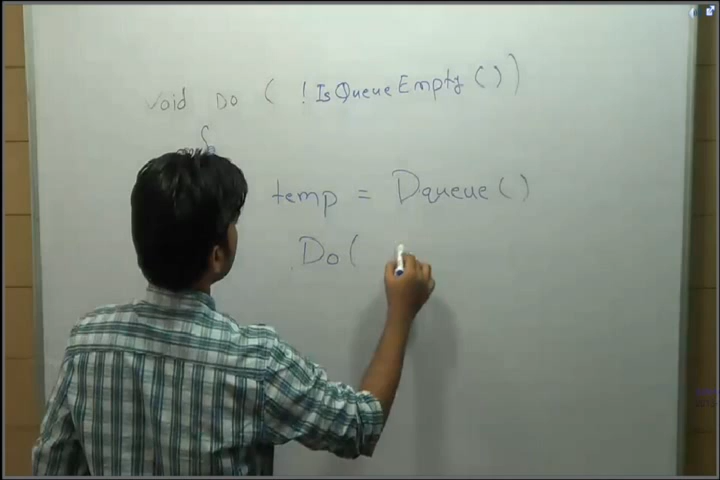 void Do ( ! IsQueueEmpty ( ) )
{
temp = Dqueue ( )
Do (